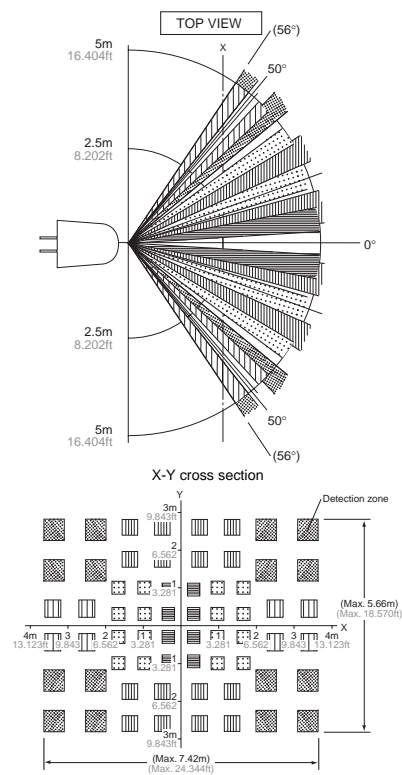 TOP VIEW
(56°)
5m
16.404ft
X
50°
2.5m
8.202ft
0°
2.5m
8.202ft
50°
5m
16.404ft
(56°)
X-Y cross section
Y
Detection zone
3m
9.843ft
2
6.562
1
3.281
(Max. 5.66m)
(Max. 18.570ft)
4m 3 2 1 1 2 3 4m X
13.123ft 9.843 6.562 3.281 3.281 6.562 9.843 13.123ft
1
3.281
2
6.562
3m
9.843ft
(Max. 7.42m)
(Max. 24.344ft)